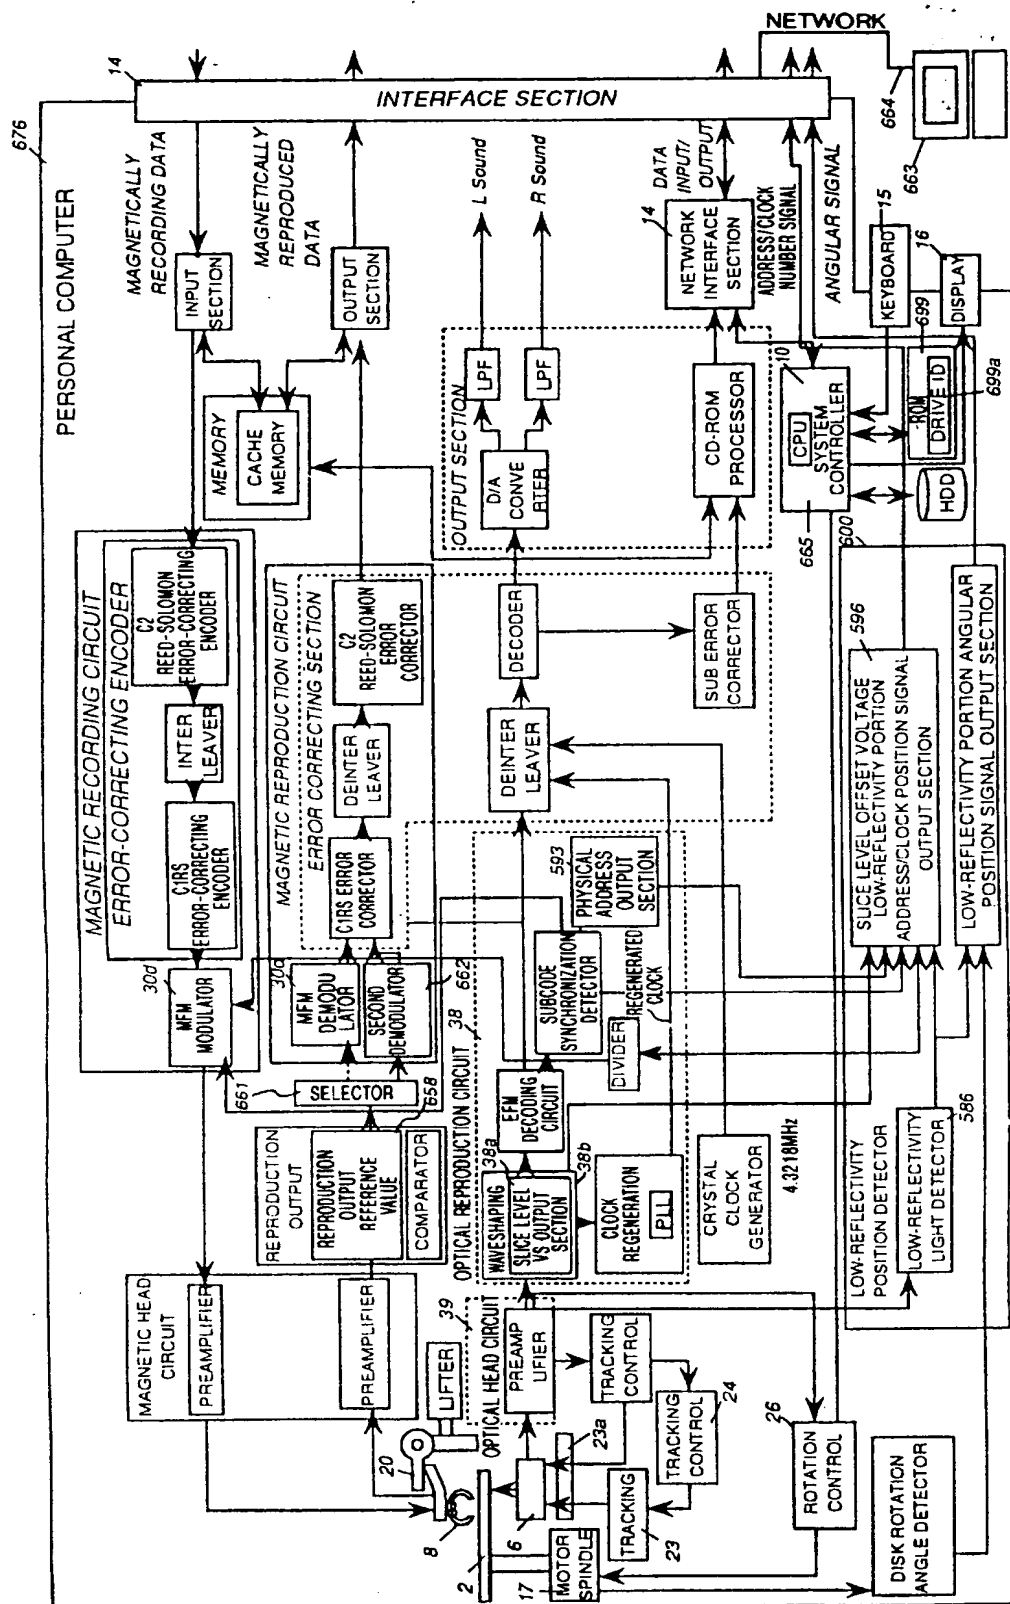 PERSONAL COMPUTER
676
14
INTERFACE SECTION
NETWORK
664
663
MAGNETICALLY
RECORDING DATA
MAGNETICALLY
REPRODUCED
DATA
INPUT
SECTION
OUTPUT
SECTION
MEMORY
CACHE
MEMORY
MAGNETIC RECORDING CIRCUIT
ERROR-CORRECTING ENCODER
C2
REED-SOLOMON
ERROR-CORRECTING
ENCODER
INTER
LEAVER
C1RS
ERROR-CORRECTING
ENCODER
30d
MFM
MODULATOR
MAGNETIC REPRODUCTION CIRCUIT
ERROR CORRECTING SECTION
C2
REED-SOLOMON
ERROR
CORRECTOR
DEINTER
LEAVER
C1RS ERROR
CORRECTOR
30d
MFM
DEMODU
LATOR
SECOND
DEMODULATOR
662
661
SELECTOR
658
REPRODUCTION
OUTPUT
REPRODUCTION
OUTPUT
REFERENCE
VALUE
COMPARATOR
MAGNETIC HEAD
CIRCUIT
PREAMPLIFIER
PREAMPLIFIER
LIFTER
20
8
2
6
17
MOTOR
SPINDLE
L Sound
R Sound
OUTPUT SECTION
LPF
LPF
D/A
CONVE
RTER
DECODER
DEINTER
LEAVER
SUB ERROR
CORRECTOR
CD-ROM
PROCESSOR
14
NETWORK
INTERFACE
SECTION
DATA
INPUT/
OUTPUT
ADDRESS/CLOCK
NUMBER SIGNAL
ANGULAR SIGNAL
OPTICAL REPRODUCTION CIRCUIT
38
593
PHYSICAL
ADDRESS OUTPUT
SECTION
SUBCODE
SYNCHRONIZATION
DETECTOR
REGENERATED
CLOCK
DIVIDER
EFM
DECODING
CIRCUIT
38a
38b
WAVESHAPING
SLICE LEVEL
VS OUTPUT
SECTION
CLOCK
REGENERATION
PLL
CRYSTAL
CLOCK
GENERATOR
4.3218MHz
39
OPTICAL HEAD CIRCUIT
PREAMP
LIFIER
TRACKING
CONTROL
23a
TRACKING
CONTROL
24
TRACKING
23
26
ROTATION
CONTROL
DISK ROTATION
ANGLE DETECTOR
15
KEYBOARD
16
DISPLAY
10
CPU
SYSTEM
CONTROLLER
665
699
ROM
DRIVE ID
699a
HDD
600
596
SLICE LEVEL OFFSET VOLTAGE
LOW-REFLECTIVITY PORTION
ADDRESS/CLOCK POSITION SIGNAL
OUTPUT SECTION
LOW-REFLECTIVITY PORTION ANGULAR
POSITION SIGNAL OUTPUT SECTION
LOW-REFLECTIVITY
POSITION DETECTOR
LOW-REFLECTIVITY
LIGHT DETECTOR
586